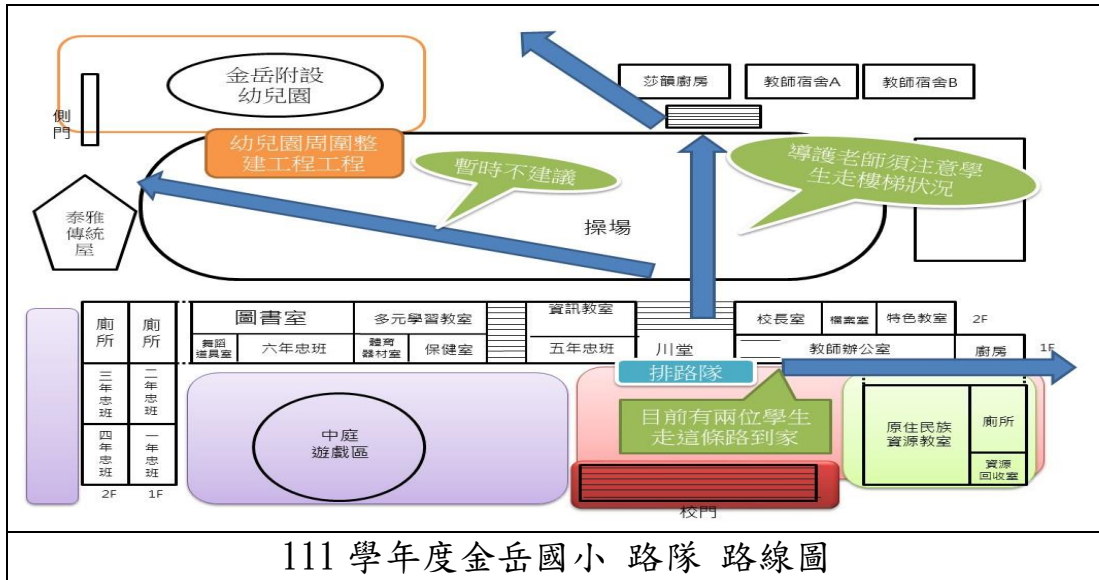 金岳附設
幼兒園
莎韻廚房
教師宿舍A
教師宿舍B
側
門
幼兒園周圍整
建工程工程
暫時不建議
導護老師須注意學
生走樓梯狀況
泰雅
傳統
屋
操場
廁
所
廁
所
圖書室
多元學習教室
資訊教室
校長室
檔案室
特色教室
2F
舞蹈
道具室
六年忠班
體育
器材室
保健室
五年忠班
川堂
教師辦公室
廚房
1F
排路隊
三
年
忠
班
二
年
忠
班
四
年
忠
班
一
年
忠
班
2F
1F
中庭
遊戲區
目前有兩位學生
走這條路到家
原住民族
資源教室
廁所
資源
回收室
校門
111學年度金岳國小 路隊 路線圖